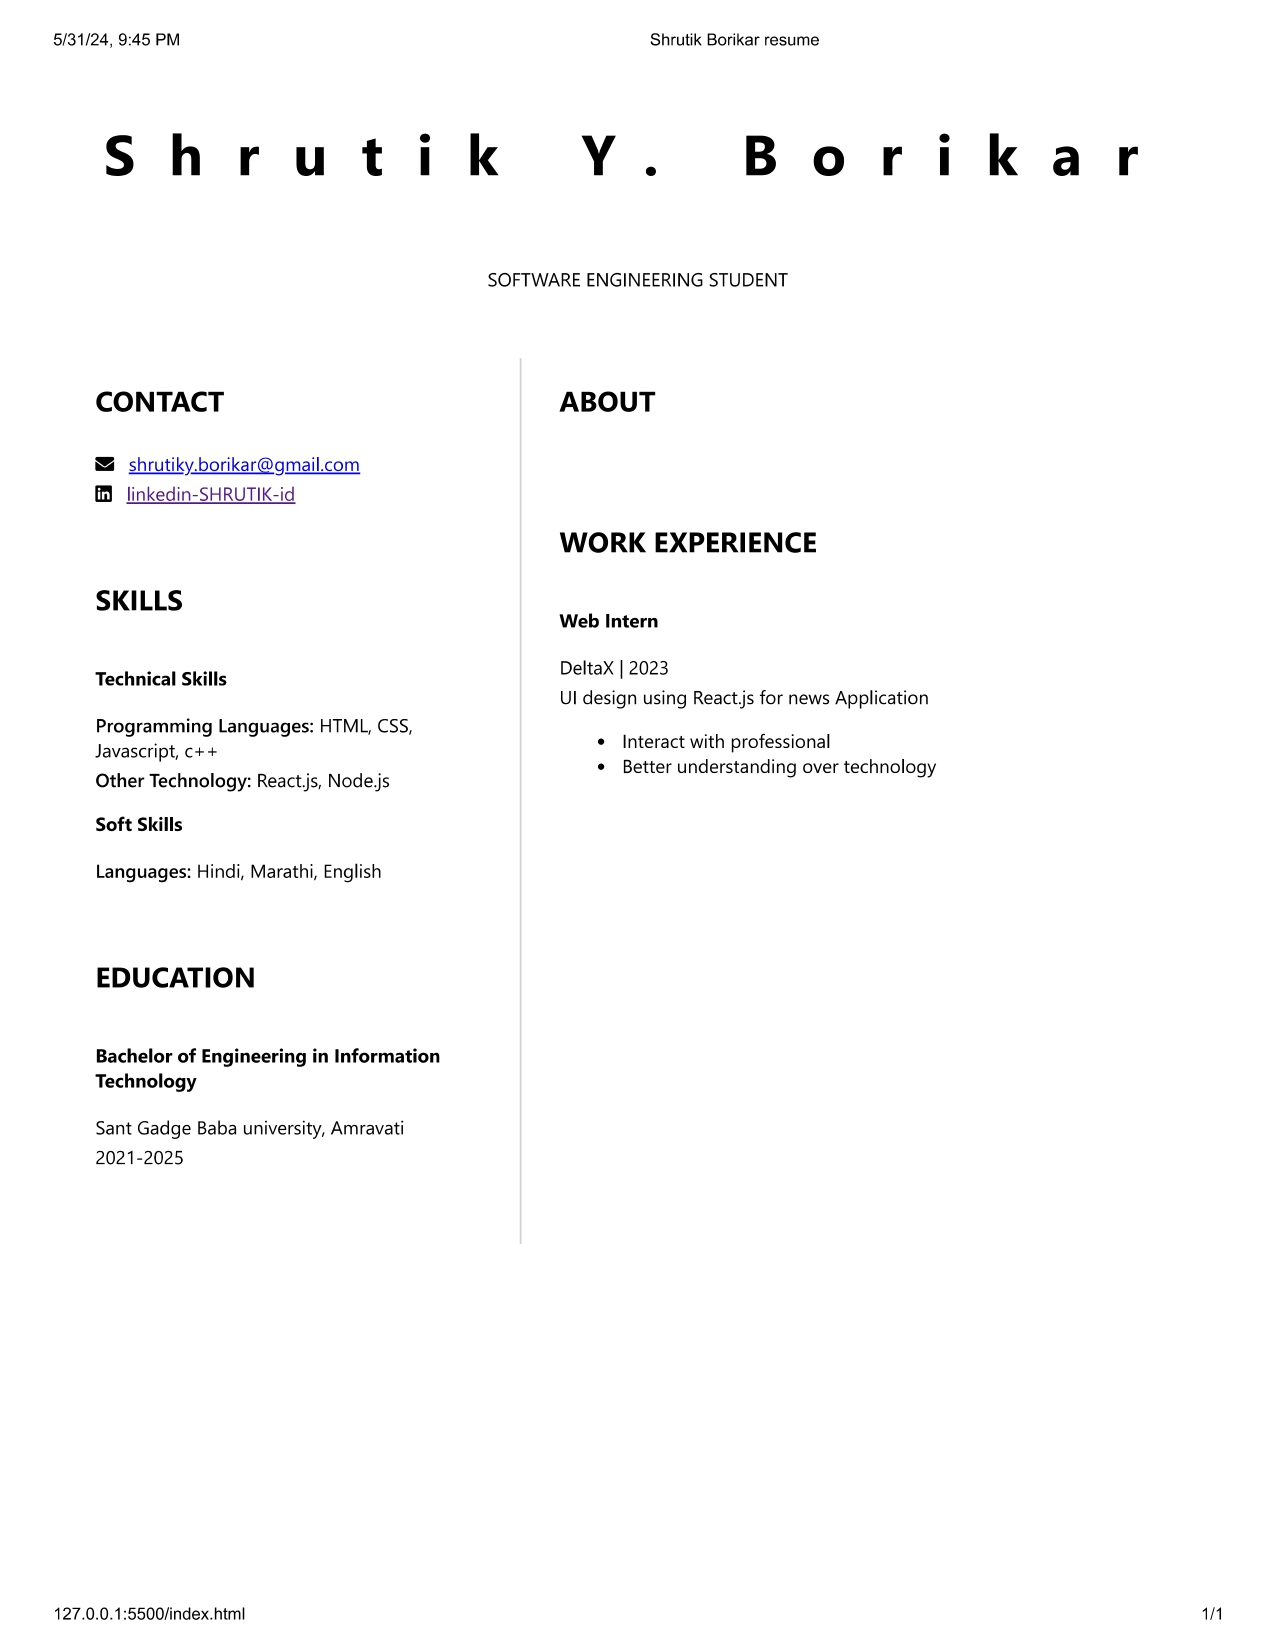 5/31/24, 9:45 PM
Shrutik Borikar resume
Shrutik Y. Borikar
SOFTWARE ENGINEERING STUDENT
CONTACT
shrutiky.borikar@gmail.com
linkedin-SHRUTIK-id
SKILLS
Technical Skills
Programming Languages: HTML, CSS,
Javascript, c++
Other Technology: React.js, Node.js
Soft Skills
Languages: Hindi, Marathi, English
EDUCATION
Bachelor of Engineering in Information
Technology
Sant Gadge Baba university, Amravati
2021-2025
ABOUT
WORK EXPERIENCE
Web Intern
DeltaX | 2023
UI design using React.js for news Application
• Interact with professional
• Better understanding over technology
127.0.0.1:5500/index.html
1/1